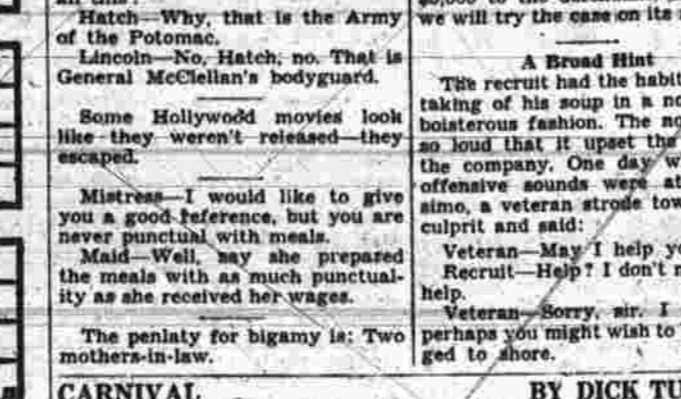 Hatch—Why, that is the Army
of the Potomac.
Lincoln—No, Hatch; no. That is
General McClellan's bodyguard.
Some Hollywood movies look
like they weren't released—they
escaped.
Mistress—I would like to give
you a good reference, but you are
never punctual with meals.
Maid—Well, say she prepared
the meals with as much punctual-
ity as she received her wages.
The penlaty for bigamy is: Two
mothers-in-law.
CARNIVAL
we will try the case on its
A Broad Hint
The recruit had the habit
taking of his soup in a no
boisterous fashion. The no
so loud that it upset the
the company. One day w
offensive sounds were at
simo, a veteran strode tow
culprit and said:
Veteran—May I help yo
Recruit—Help? I don't n
help.
Veteran—Sorry, sir. I
perhaps you might wish to
ged to shore.
BY DICK TU